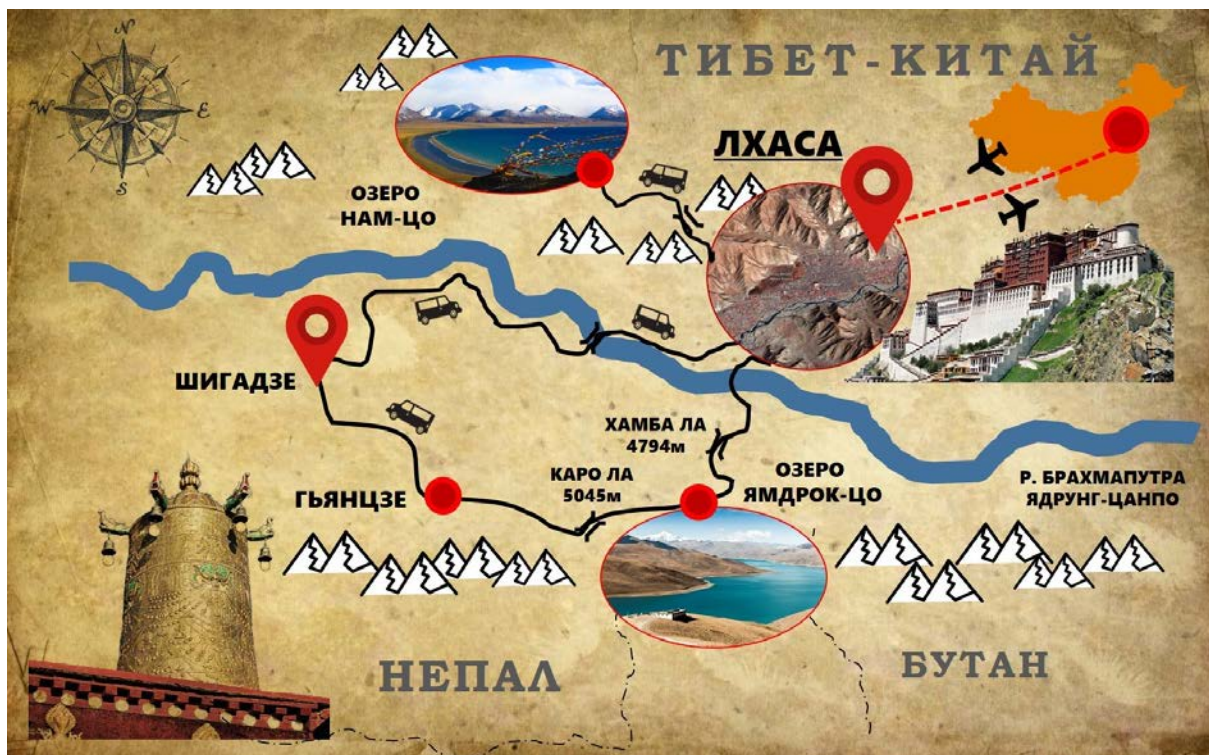 N
W
E
S
ТИБЕТ-КИТАЙ
ЛХАСА
ОЗЕРО
НАМ-ЦО
ШИГАДЗЕ
ХАМБА ЛА
4794м
КАРО ЛА
5045м
ГЬЯНЦЗЕ
ОЗЕРО
ЯМДРОК-ЦО
Р. БРАХМАПУТРА
ЯДРУНГ-ЦАНПО
НЕПАЛ
БУТАН